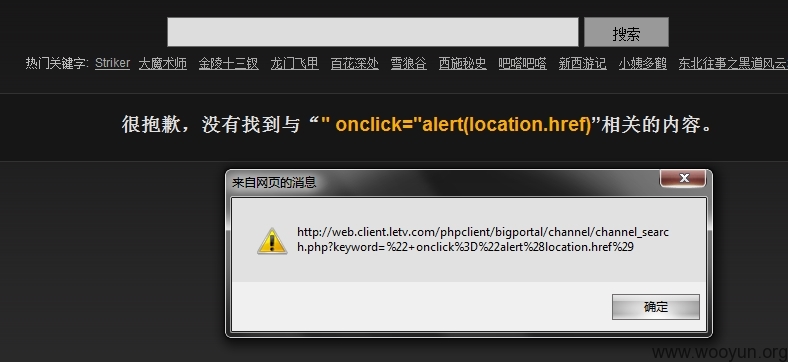 搜索
热门关键字: Striker 大魔术师 金陵十三钗 龙门飞甲 百花深处 雪狼谷 西施秘史 吧嗒吧嗒 新西游记 小姨多鹤 东北往事之黑道风云
很抱歉，没有找到与“" onclick="alert(location.href)”相关的内容。
来自网页的消息
http://web.client.letv.com/phpclient/bigportal/channel/channel_searc
h.php?keyword=%22+onclick%3D%22alert%28location.href%29
确定
www.wooyun.org